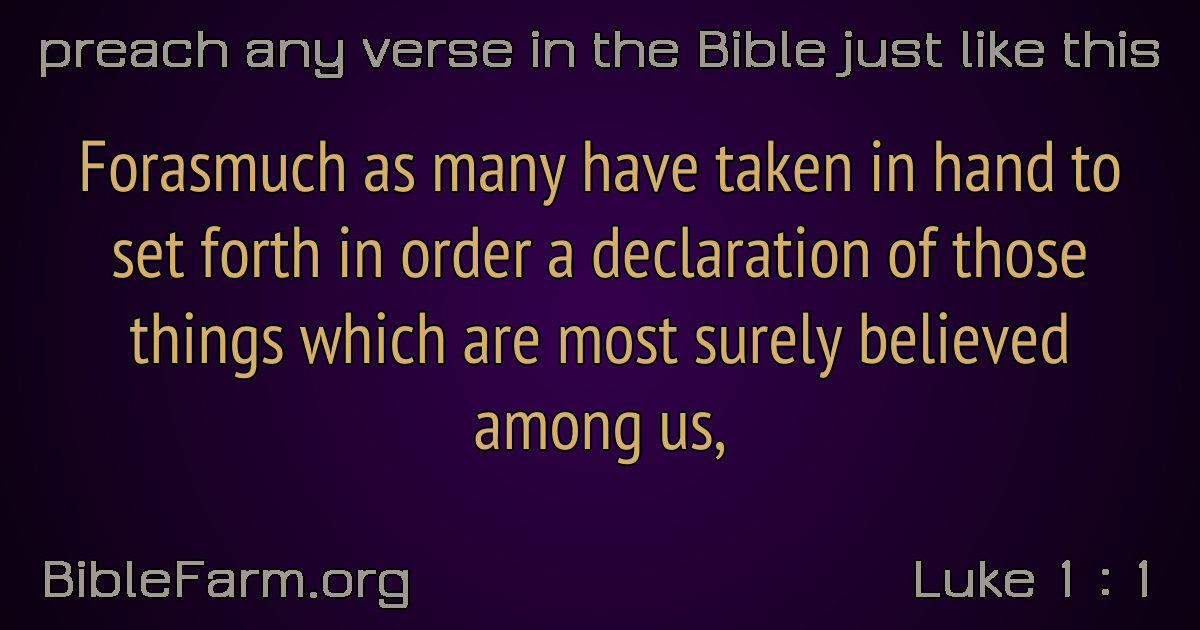 preach any verse in the Bible just like this
Forasmuch as many have taken in hand to
set forth in order a declaration of those
things which are most surely believed
among us,
BibleFarm.org
Luke 1 : 1